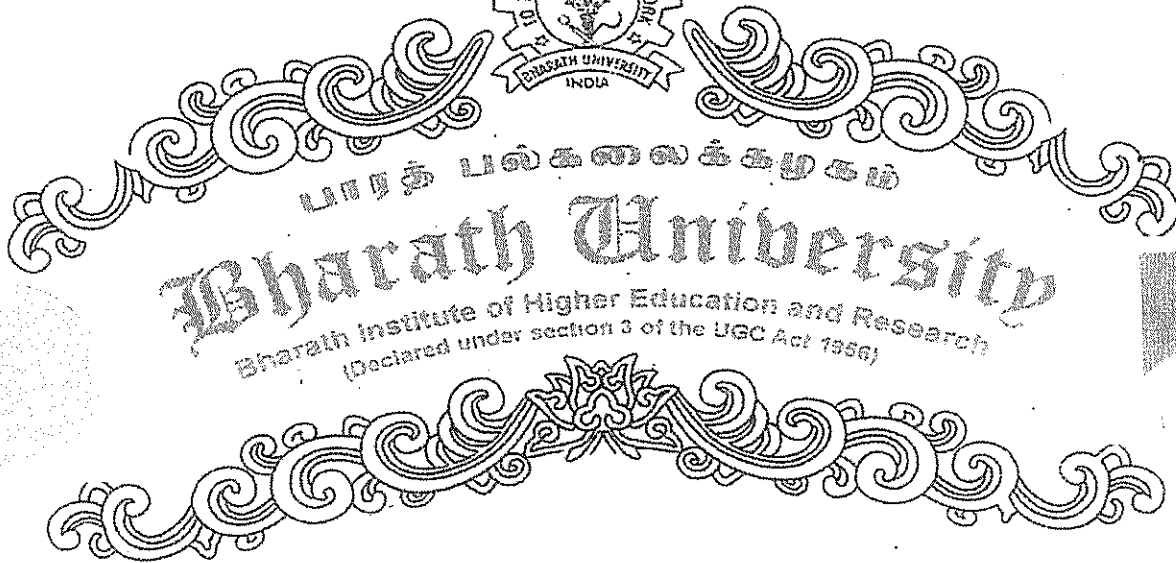 BHARATH UNIVERSITY
INDIA
பாரத் பல்கலைக்கழகம்
Bharath University
Bharath Institute of Higher Education and Research
(Declared under section 3 of the UGC Act 1956)